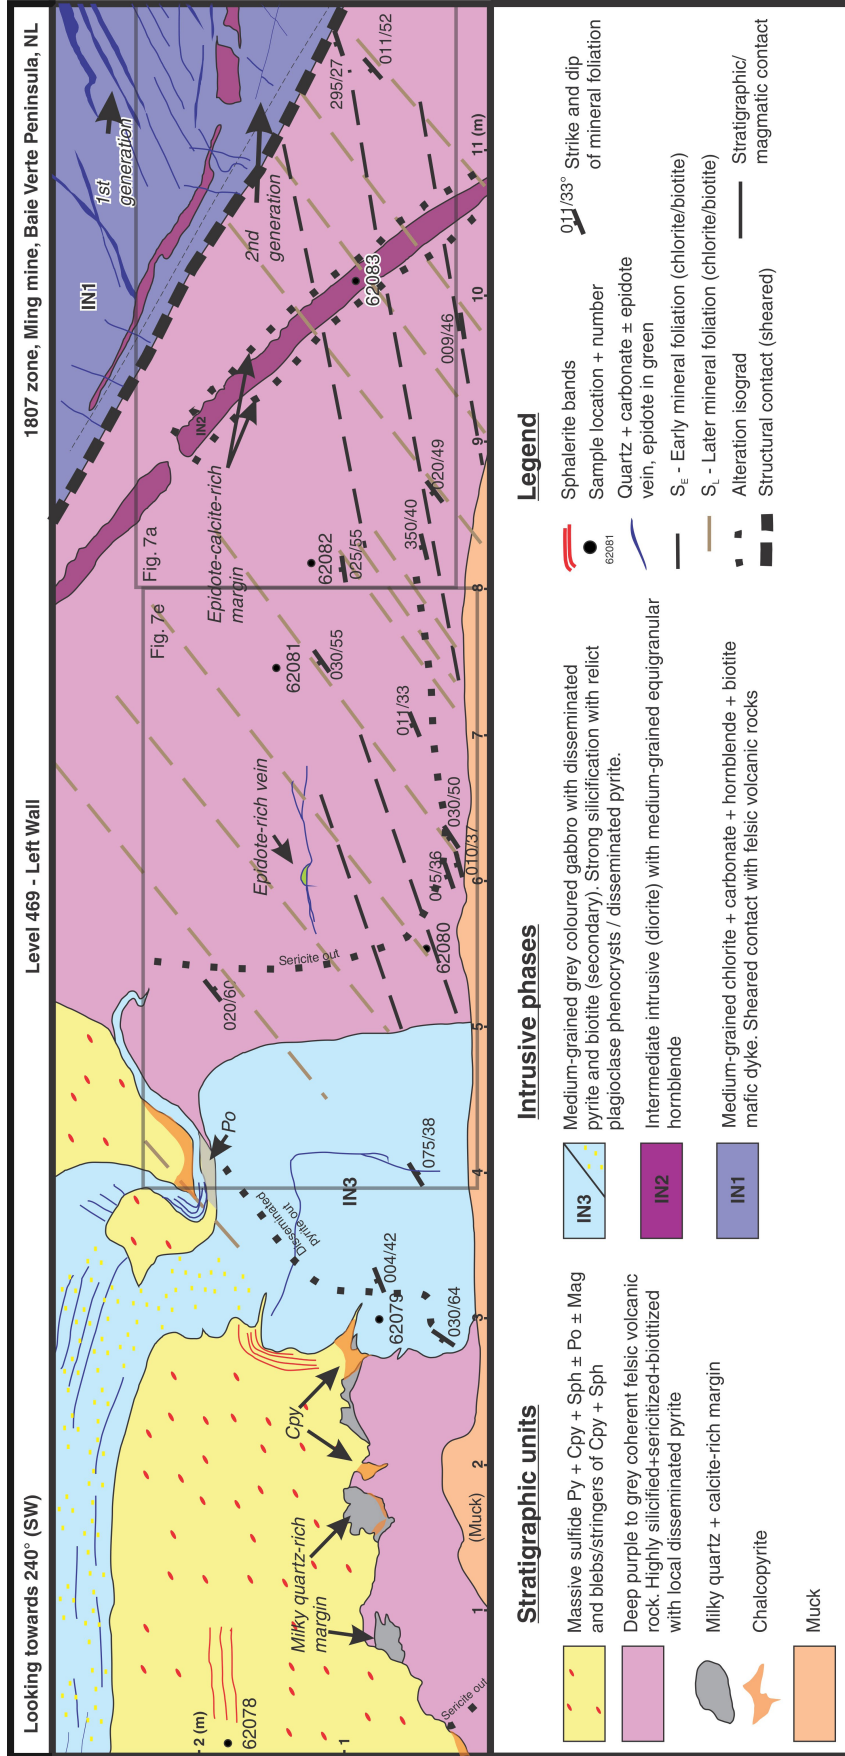 Looking towards 240° (SW)
Level 469 - Left Wall
1807 zone, Ming mine, Baie Verte Peninsula, NL
2 (m)
1
62078
Sericite out
Milky quartz-rich
margin
Cpy
(Muck)
1
2
3
4
5
6
7
8
9
10
11 (m)
62079
004/42
030/64
Disseminated
pyrite out
IN3
075/38
Po
020/60
Sericite out
62080
Epidote-rich vein
015/36
010/37
030/50
011/33
62081
030/55
Fig. 7e
Fig. 7a
62082
025/55
350/40
020/49
009/46
Epidote-calcite-rich
margin
IN2
62083
2nd
generation
IN1
1st
generation
295/27
011/52
Stratigraphic units
Massive sulfide Py + Cpy + Sph ± Po ± Mag
and blebs/stringers of Cpy + Sph
Deep purple to grey coherent felsic volcanic
rock. Highly silicified+sericitized+biotitized
with local disseminated pyrite
Milky quartz + calcite-rich margin
Chalcopyrite
Muck
Intrusive phases
IN3
Medium-grained grey coloured gabbro with disseminated
pyrite and biotite (secondary). Strong silicification with relict
plagioclase phenocrysts / disseminated pyrite.
IN2
Intermediate intrusive (diorite) with medium-grained equigranular
hornblende
IN1
Medium-grained chlorite + carbonate + hornblende + biotite
mafic dyke. Sheared contact with felsic volcanic rocks
Legend
Sphalerite bands
62081
Sample location + number
Quartz + carbonate ± epidote
vein, epidote in green
SE - Early mineral foliation (chlorite/biotite)
SL - Later mineral foliation (chlorite/biotite)
Alteration isograd
Structural contact (sheared)
011/33°
Strike and dip
of mineral foliation
Stratigraphic/
magmatic contact